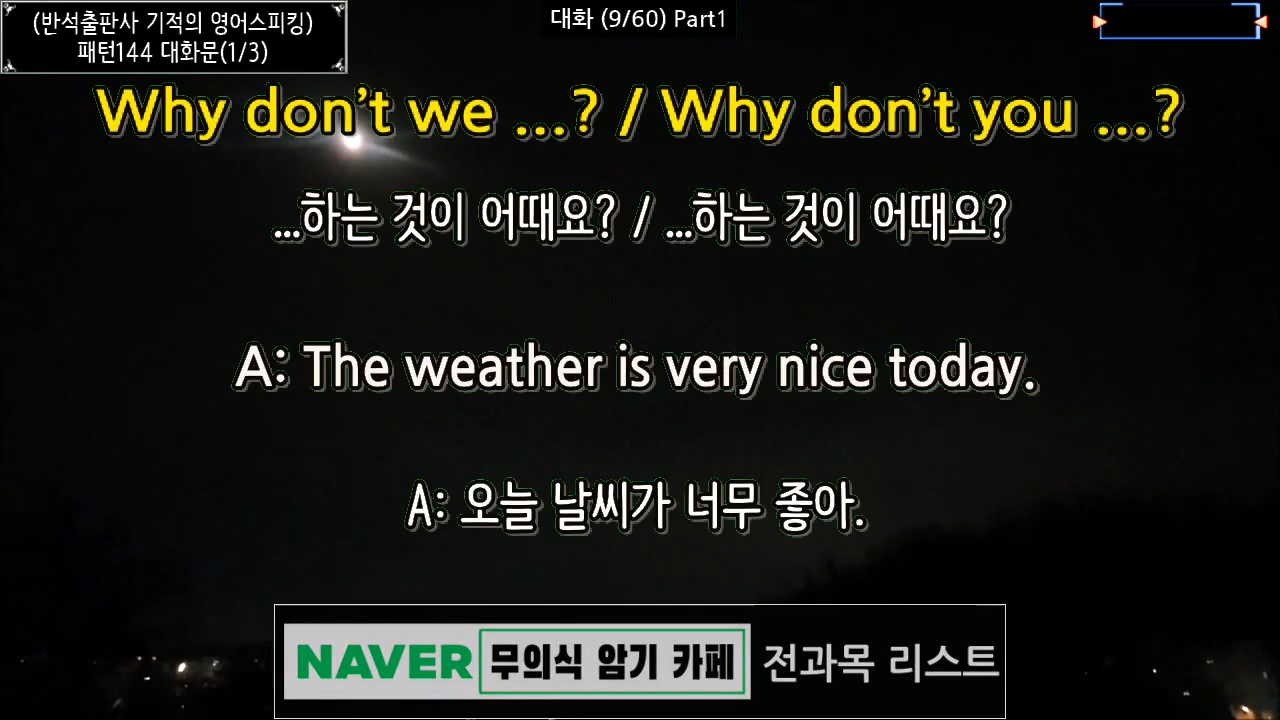 (반석출판사 기적의 영어스피킹)
패턴144 대화문(1/3)
대화 (9/60) Part1
Why don’t we ...? / Why don’t you ...?
...하는 것이 어때요? / ...하는 것이 어때요?
A: The weather is very nice today.
A: 오늘 날씨가 너무 좋아.
NAVER 무의식 암기 카페 전과목 리스트